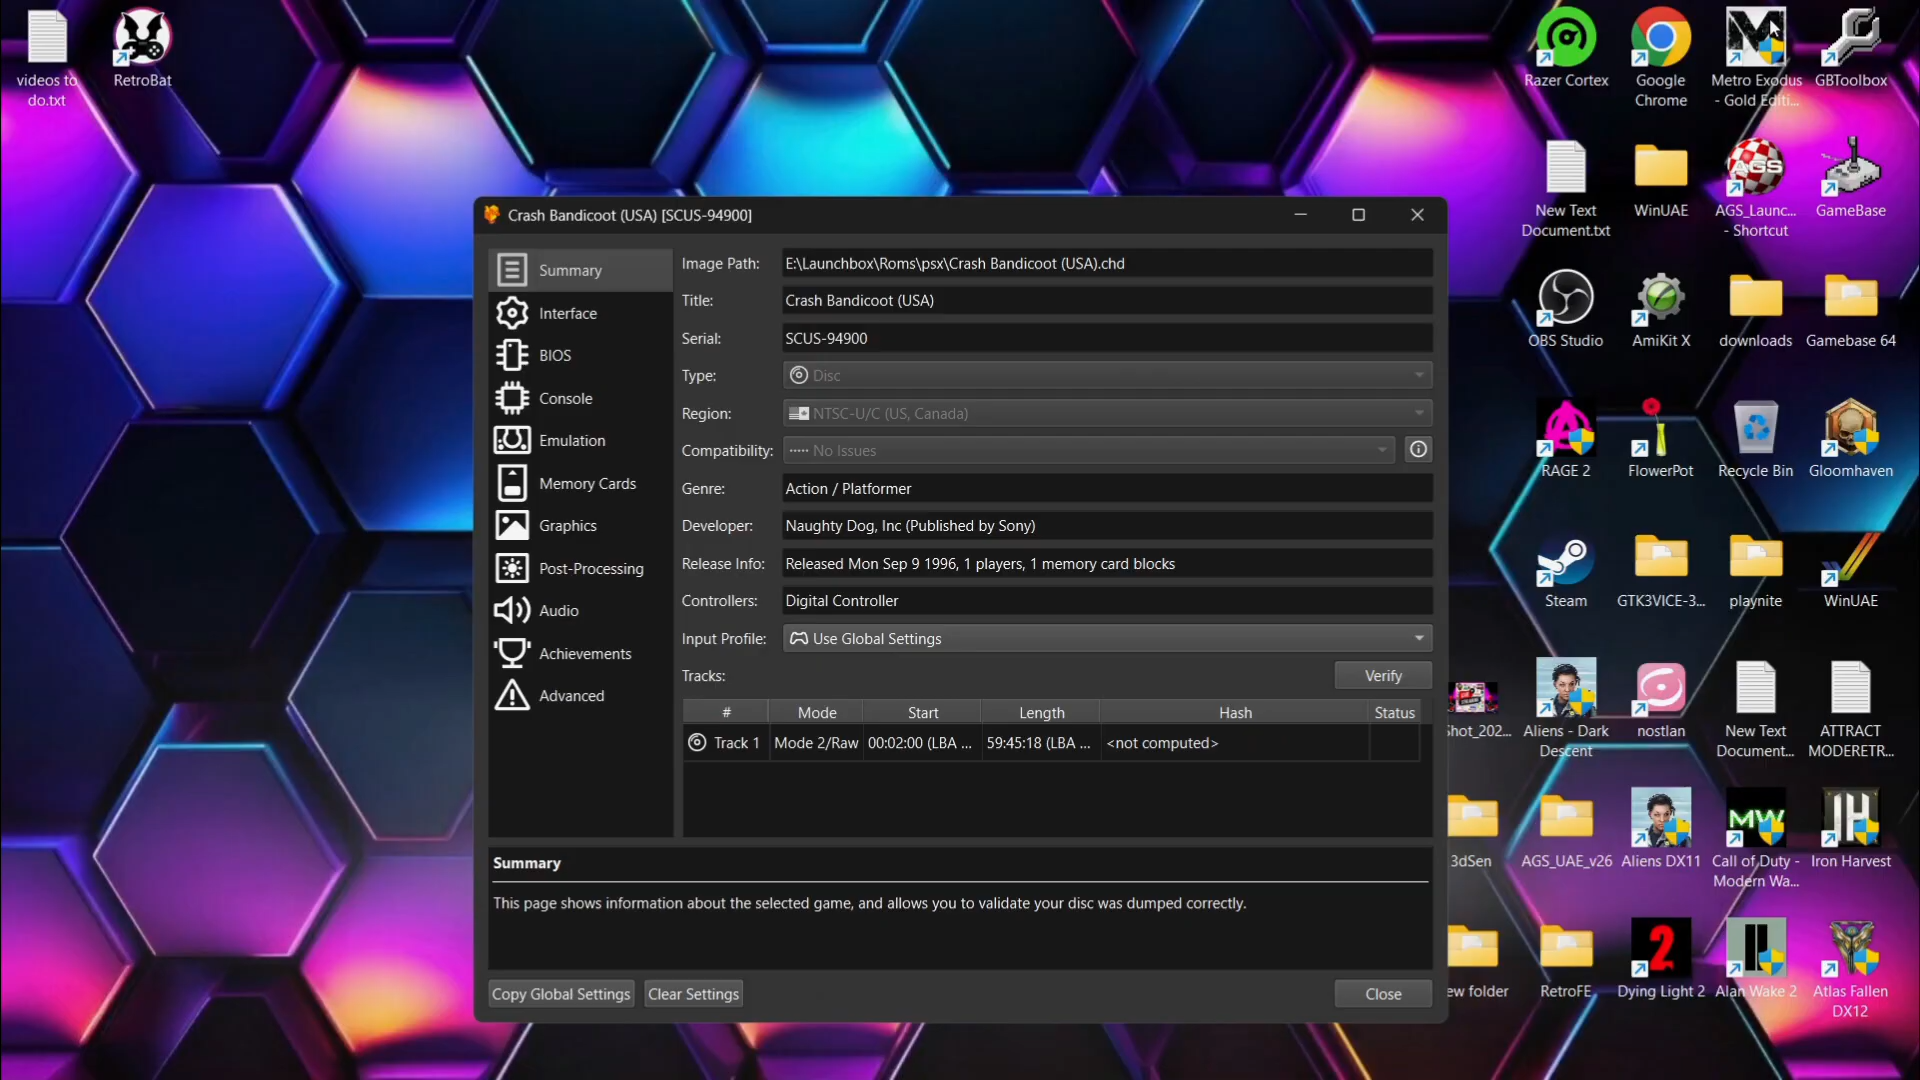 videos to
do.txt
RetroBat
Razer Cortex
Google
Chrome
Metro Exodus
- Gold Editi...
GBToolbox
New Text
Document.txt
WinUAE
AGS
AGS_Launc...
- Shortcut
GameBase
OBS Studio
AmiKit X
downloads
Gamebase 64
RAGE 2
FlowerPot
Recycle Bin
Gloomhaven
Steam
GTK3VICE-3...
playnite
WinUAE
Shot_202...
Aliens - Dark
Descent
nostlan
New Text
Document...
ATTRACT
MODERETR...
3dSen
AGS_UAE_v26
Aliens DX11
MW
Call of Duty -
Modern Wa...
IH
Iron Harvest
ew folder
RetroFE
2
Dying Light 2
Alan Wake 2
Atlas Fallen
DX12
Crash Bandicoot (USA) [SCUS-94900]
Summary
Interface
BIOS
Console
Emulation
Memory Cards
Graphics
Post-Processing
Audio
Achievements
Advanced
Image Path: E:\Launchbox\Roms\psx\Crash Bandicoot (USA).chd
Title: Crash Bandicoot (USA)
Serial: SCUS-94900
Type: Disc
Region: NTSC-U/C (US, Canada)
Compatibility: No Issues
Genre: Action / Platformer
Developer: Naughty Dog, Inc (Published by Sony)
Release Info: Released Mon Sep 9 1996, 1 players, 1 memory card blocks
Controllers: Digital Controller
Input Profile: Use Global Settings
Tracks: Verify
# Mode Start Length Hash Status
Track 1 Mode 2/Raw 00:02:00 (LBA ... 59:45:18 (LBA ... <not computed>
Summary
This page shows information about the selected game, and allows you to validate your disc was dumped correctly.
Copy Global Settings Clear Settings Close